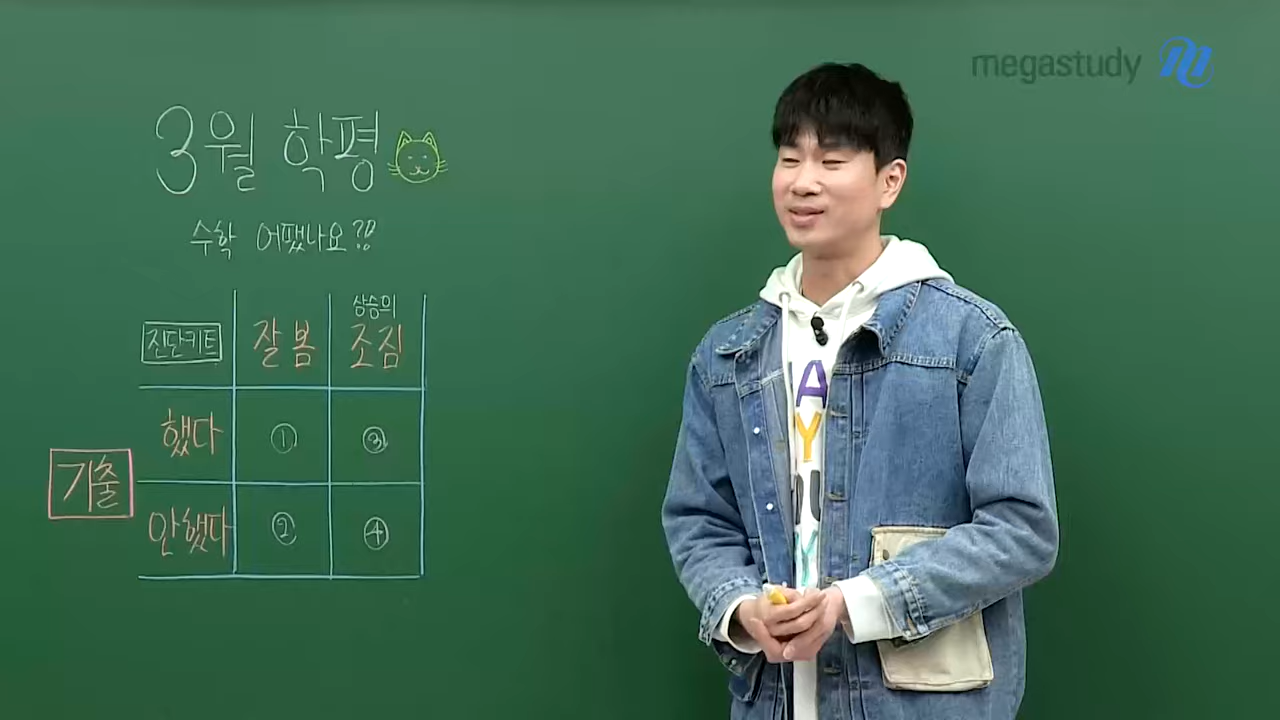 megastudy
3월 학평
수학 어땠나요??
진단키트 잘봄 상승의 조짐
했다 ① ③
기출
안했다 ② ④